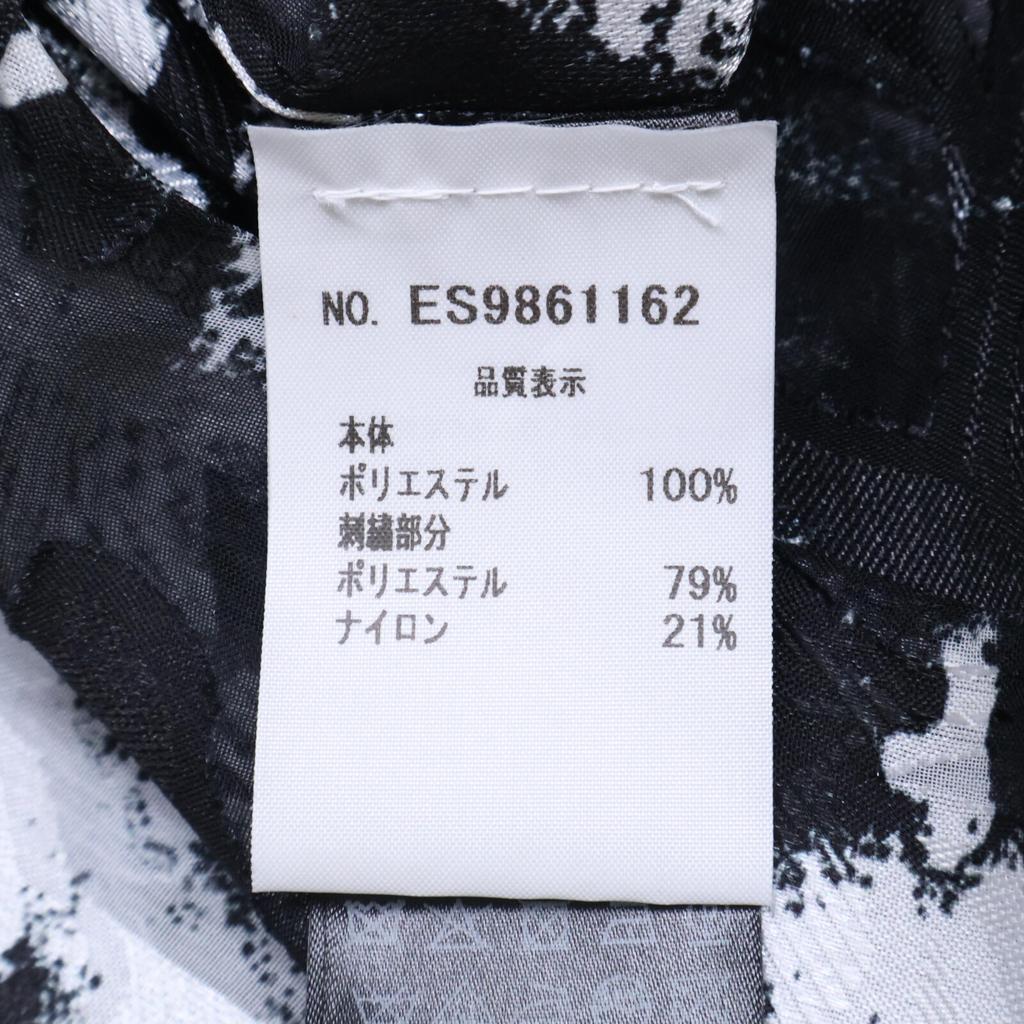 NO. ES9861162
品質表示
本体
ポリエステル 100%
刺繍部分
ポリエステル 79%
ナイロン 21%